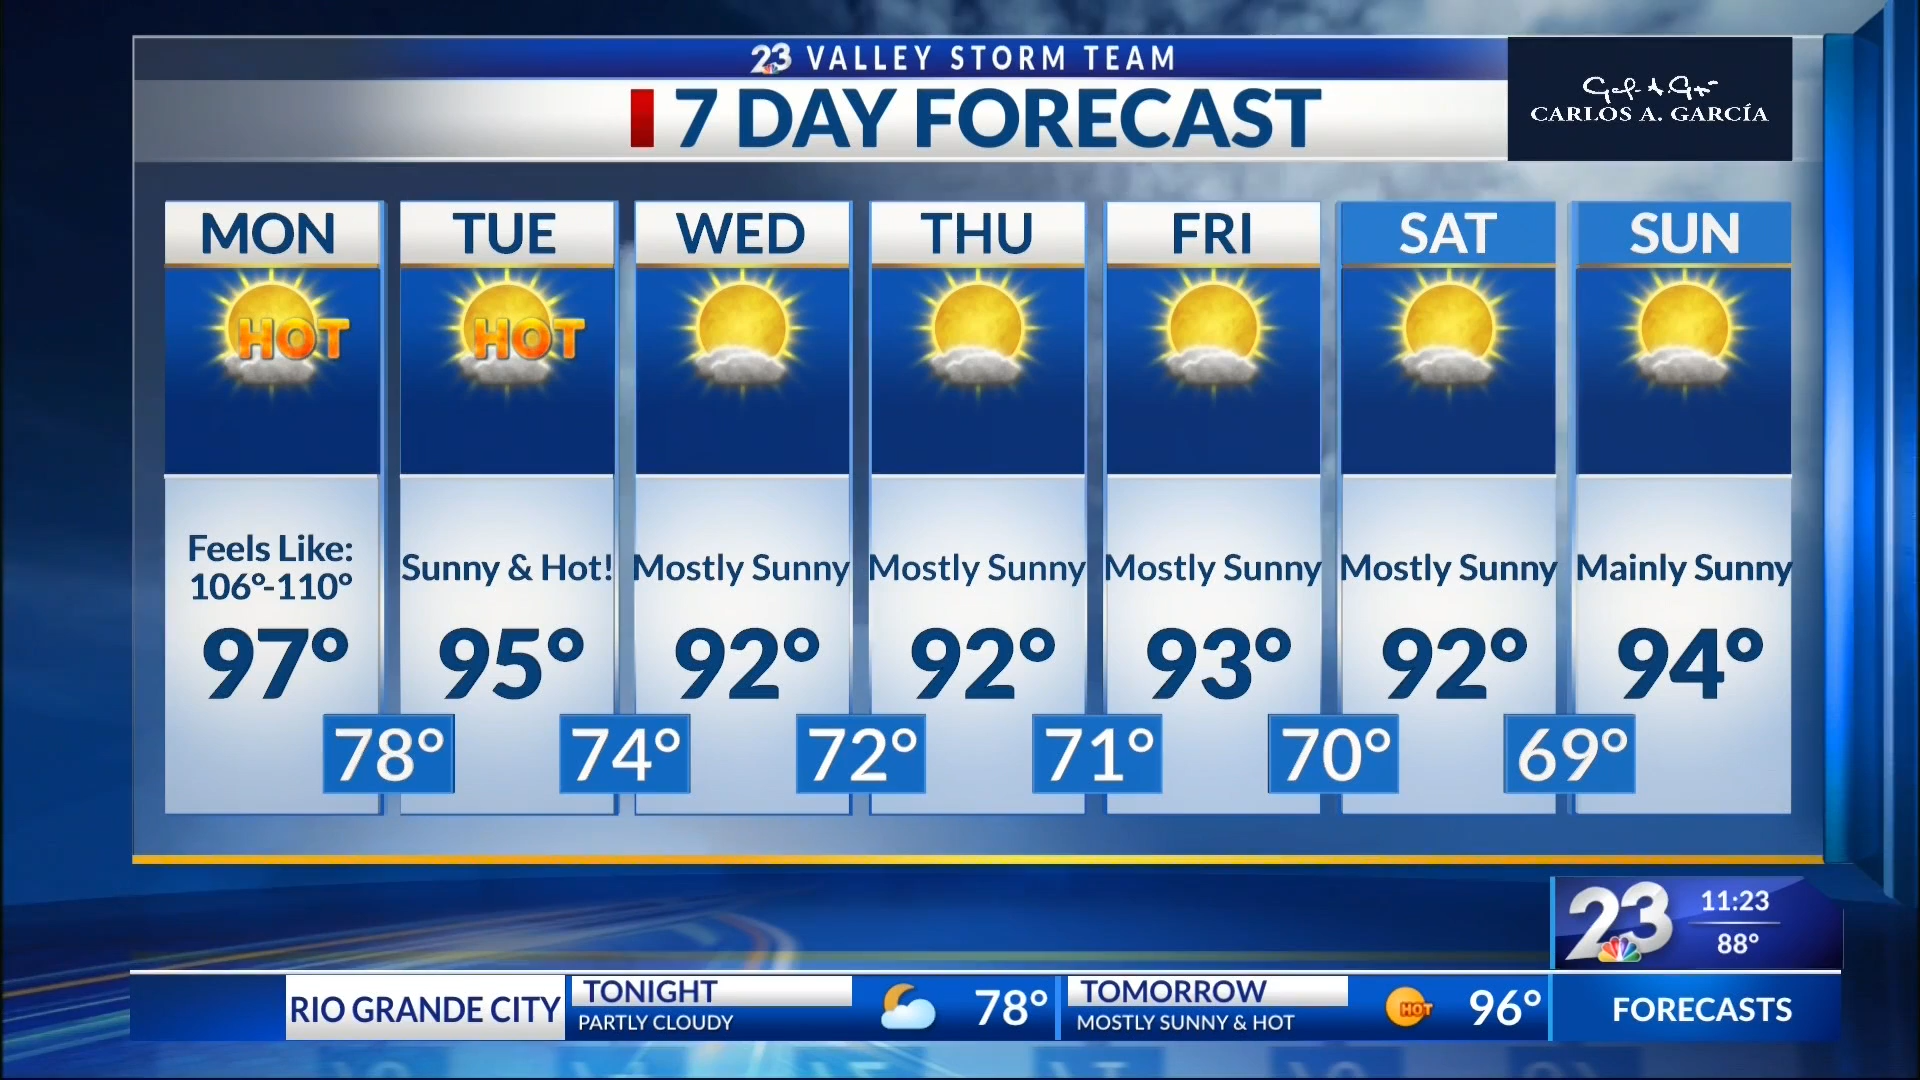 23 VALLEY STORM TEAM
7 DAY FORECAST
CARLOS A. GARCÍA
MON
TUE
WED
THU
FRI
SAT
SUN
HOT
HOT
Feels Like:
106°-110°
Sunny & Hot!
Mostly Sunny
Mostly Sunny
Mostly Sunny
Mostly Sunny
Mainly Sunny
97°
95°
92°
92°
93°
92°
94°
78°
74°
72°
71°
70°
69°
23
11:23
88°
RIO GRANDE CITY
TONIGHT
PARTLY CLOUDY
78°
TOMORROW
MOSTLY SUNNY & HOT
HOT
96°
FORECASTS